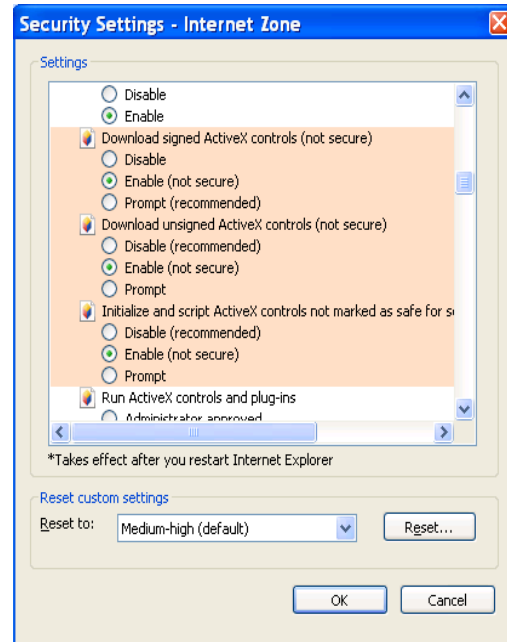 Security Settings - Internet Zone
Settings
Disable
Enable
Download signed ActiveX controls (not secure)
Disable
Enable (not secure)
Prompt (recommended)
Download unsigned ActiveX controls (not secure)
Disable (recommended)
Enable (not secure)
Prompt
Initialize and script ActiveX controls not marked as safe for
Disable (recommended)
Enable (not secure)
Prompt
Run ActiveX controls and plug-ins
Administrator approved
*Takes effect after you restart Internet Explorer
Reset custom settings
Reset to:
Medium-high (default)
Reset...
OK
Cancel